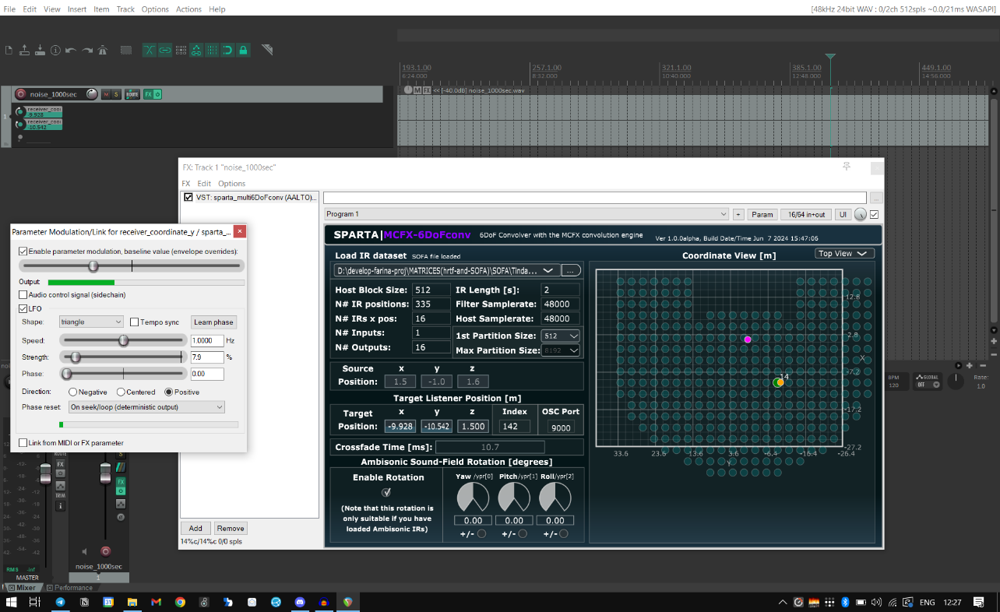 File Edit View Insert Item Track Options Actions Help
[48kHz 24bit WAV : 0/2ch 512spls ~0.0/21ms WASAPI]
193.1.00 257.1.00 321.1.00 385.1.00 449.1.00
6:24.000 8:32.000 10:40.000 12:48.000 14:56.000
noise_1000sec M S ROUTE FX
M FX << [-40.0dB] noise_1000sec.wav
1
-9.928
-10.542
FX: Track 1 "noise_1000sec"
FX Edit Options
VST: sparta_multi6DoFconv (AALTO)...
...
Program 1 + Param 16/64 in+out UI
SPARTA|MCFX-6DoFconv 6DoF Convolver with the MCFX convolution engine Ver 1.0.0alpha, Build Date/Time Jun 7 2024 15:47:06
Load IR dataset SOFA file loaded
D:\develop-farina-proj\MATRICES(hrtf-and-SOFA)\SOFA\Tinda... ...
Host Block Size: 512 IR Length [s]: 2
N# IR positions: 335 Filter Samplerate: 48000
N# IRs x pos: 16 Host Samplerate: 48000
N# Inputs: 1 1st Partition Size: 512
N# Outputs: 16 Max Partition Size: 8192
Source Position: x y z
1.5 -1.0 1.6
Target Listener Position [m]
Target Position: x y z Index OSC Port
-9.928 -10.542 1.500 142 9000
Crossfade Time [ms]: 10.7
Ambisonic Sound-Field Rotation [degrees]
Enable Rotation
(Note that this rotation is
only suitable if you have
loaded Ambisonic IRs)
Yaw /ypr[0] Pitch/ypr[1] Roll/ypr[2]
0.00 0.00 0.00
+/- +/- +/-
Coordinate View [m] Top View
12.8
2.8
X
-7.2
-17.2
-27.2
14
33.6 23.6 13.6 3.6 -6.4 -16.4 -26.4
Y
Add Remove
14%c/14%c 0/0 spls
Parameter Modulation/Link for receiver_coordinate_y / sparta_...
Enable parameter modulation, baseline value (envelope overrides):
Output:
Audio control signal (sidechain)
LFO
Shape: triangle Tempo sync Learn phase
Speed: 1.0000 Hz
Strength: 7.9 %
Phase: 0.00
Direction: Negative Centered Positive
Phase reset: On seek/loop (deterministic output)
Link from MIDI or FX parameter
BPM
120
GLOBAL
OFF
Rate:
1.0
ROUTE
FX
TRIM
S
FX
noise_1000sec
1
RMS -inf
MASTER
Mixer Performance
ENG 12:27